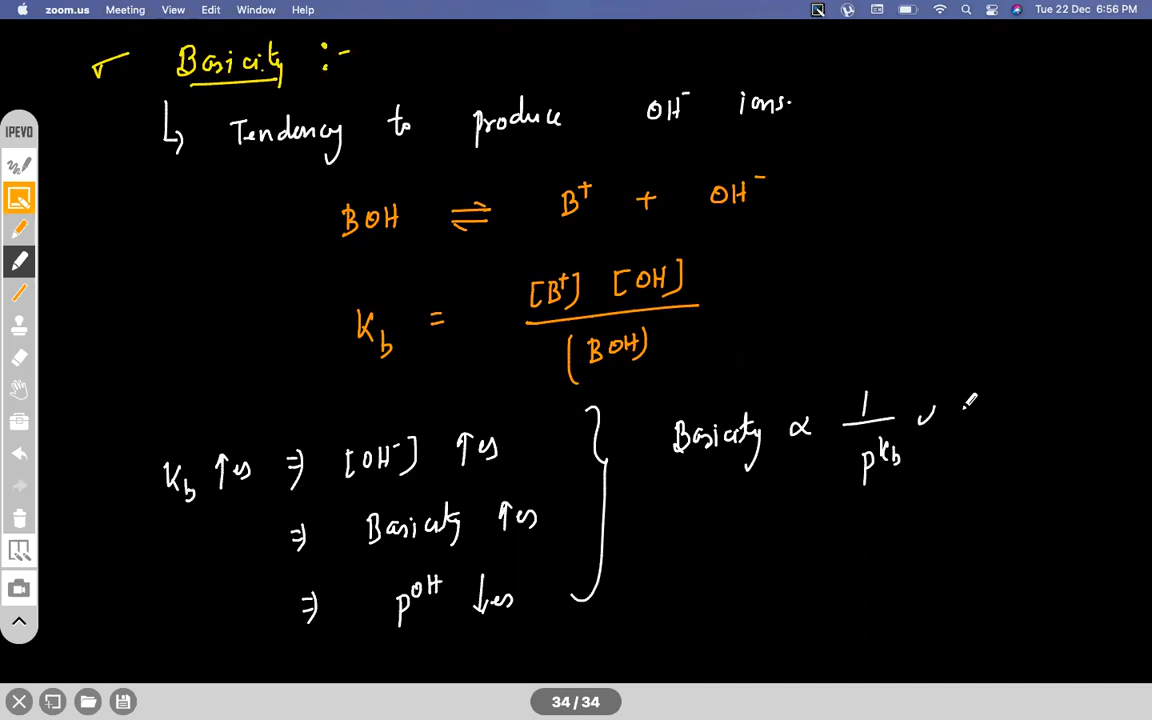 zoom.us Meeting View Edit Window Help Tue 22 Dec 6:56 PM
Basicity :-
↳ Tendency to produce OH⁻ ions.
IPEVO
BOH ⇌ B⁺ + OH⁻
K_b = [B⁺] [OH] / (BOH)
K_b ↑es ⇒ [OH⁻] ↑es
⇒ Basicity ↑es
⇒ p^OH ↓es
Basicity ∝ 1 / pK_b ✓
34 / 34